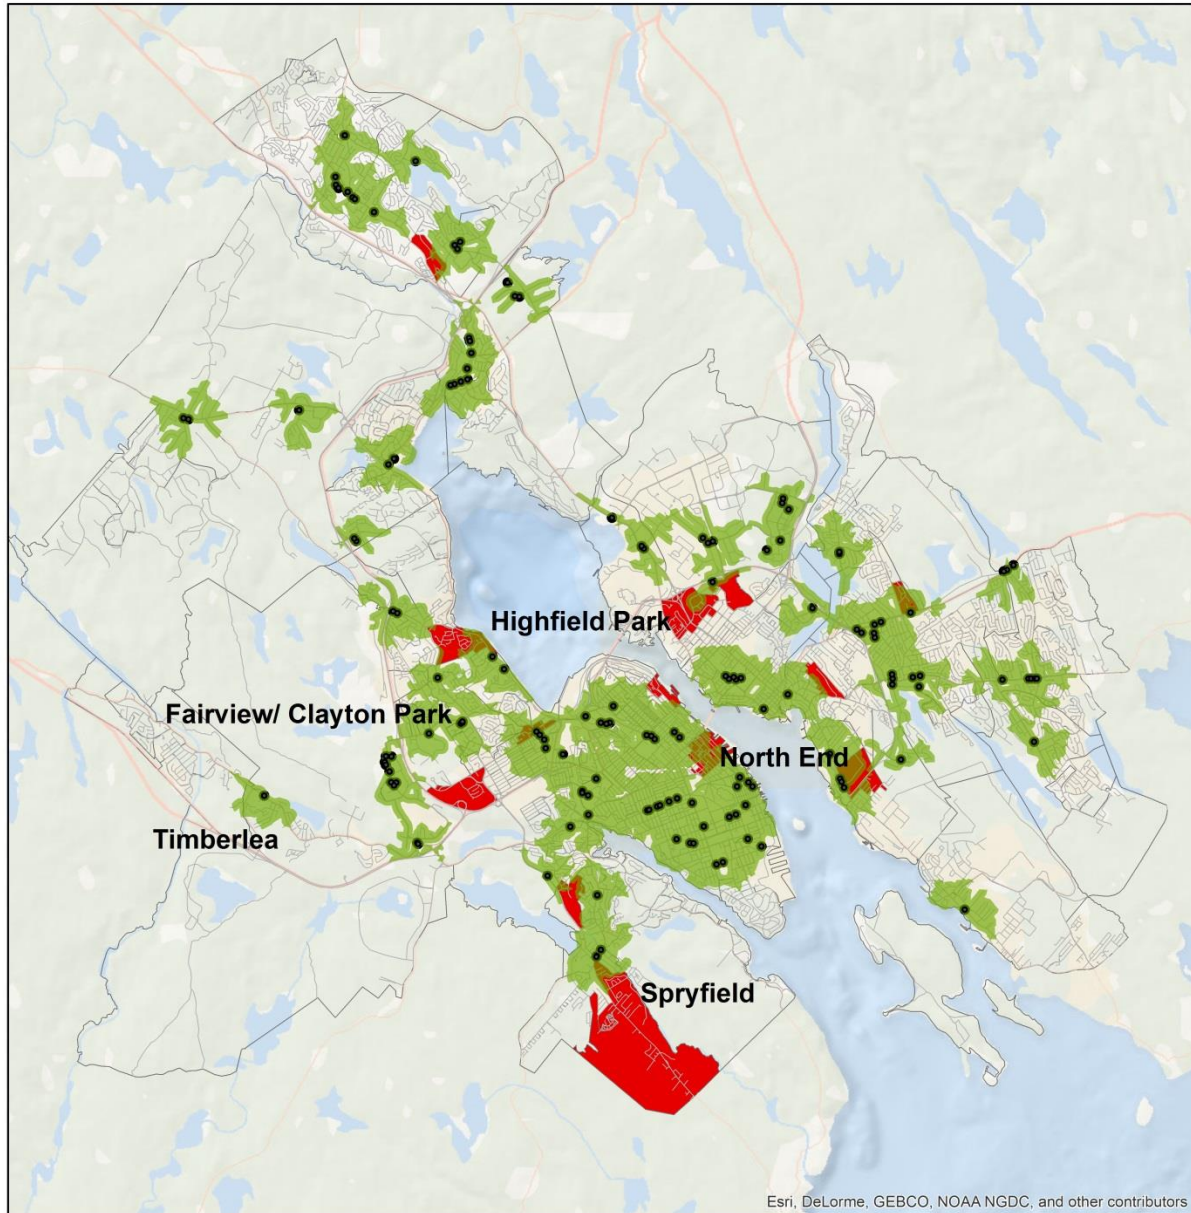 Highfield Park
Fairview/ Clayton Park
North End
Timberlea
Spryfield
Esri, DeLorme, GEBCO, NOAA NGDC, and other contributors